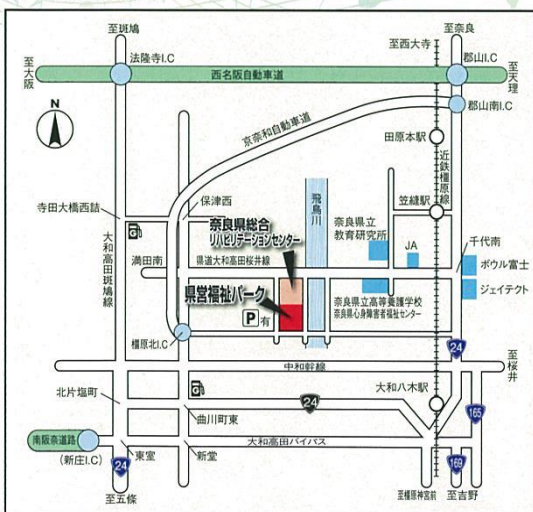 至斑鳩
至奈良
至西大寺
法隆寺I.C
郡山I.C
至大阪
西名阪自動車道
至天理
N
郡山南I.C
京奈和自動車道
田原本駅
近鉄橿原線
飛鳥川
保津西
笠縫駅
寺田大橋西詰
奈良県総合
リハビリテーションセンター
奈良県立
教育研究所
JA
千代南
大和高田斑鳩線
満田南
県道大和高田桜井線
ボウル富士
県営福祉パーク
奈良県立高等養護学校
奈良県心身障害者福祉センター
ジェイテクト
P有
橿原北I.C
24
中和幹線
至桜井
北片塩町
24
大和八木駅
165
曲川町東
南阪奈道路
(新庄I.C)
大和高田バイパス
24
東室
新堂
169
至五條
至橿原神宮前
至吉野